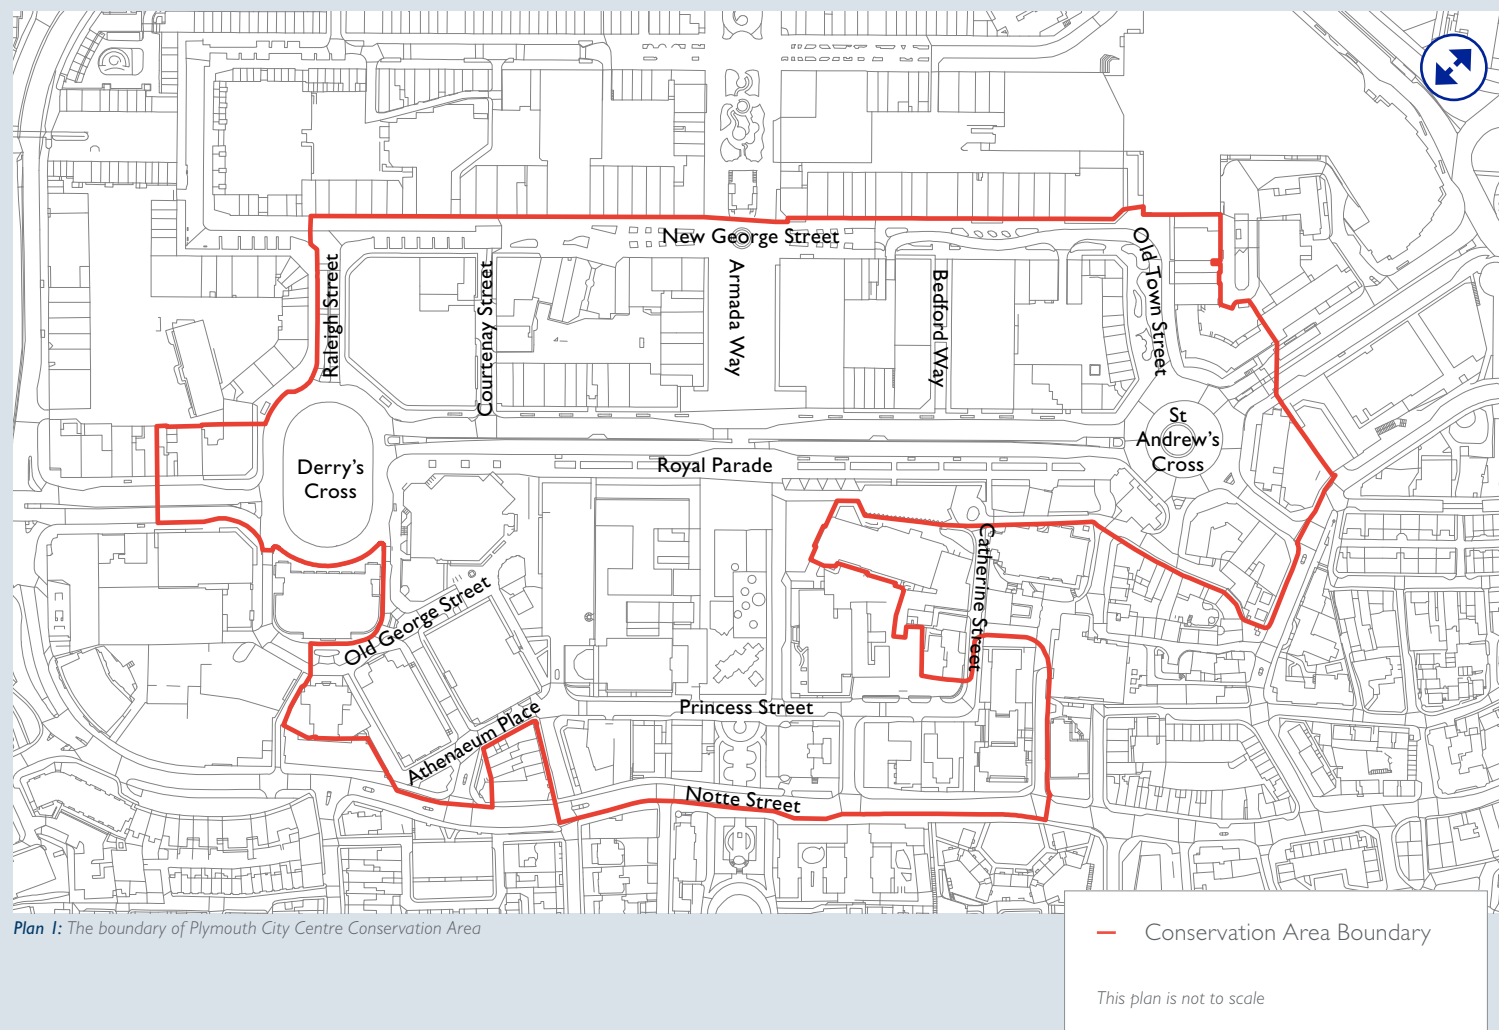 New George Street
Raleigh Street
Courtenay Street
Armada Way
Bedford Way
Old Town Street
St
Andrew's
Cross
Derry's
Cross
Royal Parade
Catherine Street
Old George Street
Athenaeum Place
Princess Street
Notte Street
Plan 1: The boundary of Plymouth City Centre Conservation Area
Conservation Area Boundary
This plan is not to scale